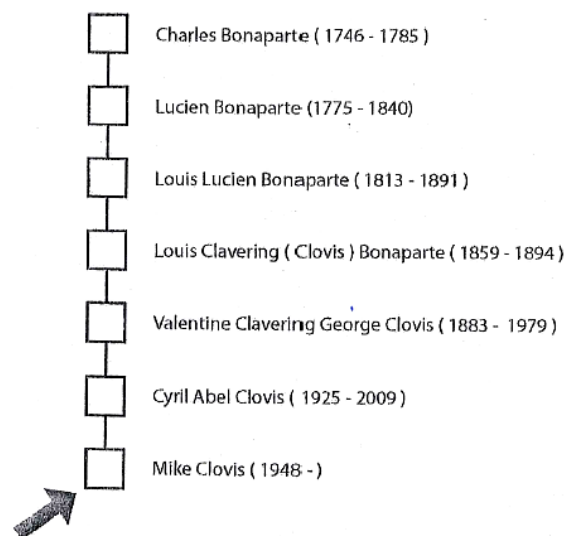 Charles Bonaparte ( 1746 - 1785 )
Lucien Bonaparte (1775 - 1840)
Louis Lucien Bonaparte ( 1813 - 1891 )
Louis Clavering ( Clovis ) Bonaparte ( 1859 - 1894 )
Valentine Clavering George Clovis ( 1883 - 1979 )
Cyril Abel Clovis ( 1925 - 2009 )
Mike Clovis ( 1948 - )